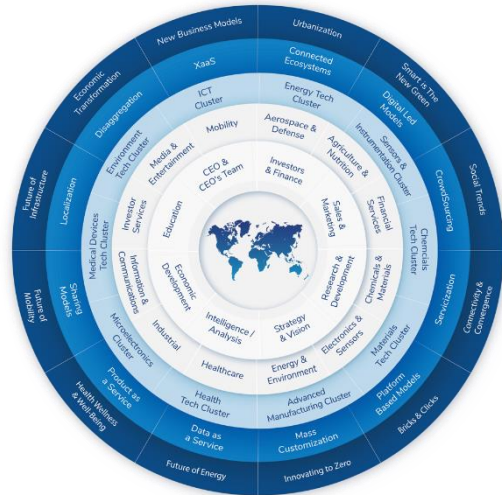 New Business Models
Urbanization
Smart is The
New Green
Social Trends
Connectivity &
Convergence
Bricks & Clicks
Innovating to Zero
Future of Energy
Health Wellness
& Well-Being
Future of
Mobility
Future of
Infrastructure
Economic
Transformation
XaaS
Connected
Ecosystems
Digital Led
Models
CrowdSourcing
Servicization
Platform
Based Models
Mass
Customization
Data as
a Service
Product as
a Service
Sharing
Models
Localization
Disaggregation
ICT
Cluster
Energy Tech
Cluster
Sensors &
Instrumentation Cluster
Chemcials
Tech Cluster
Materials
Tech Cluster
Advanced
Manufacturing Cluster
Health
Tech Cluster
Microelectronics
Cluster
Medical Devices
Tech Cluster
Environment
Tech Cluster
Mobility
Aerospace &
Defense
Agriculture &
Nutrition
Financial
Services
Chemicals &
Materials
Electronics &
Sensors
Energy &
Environment
Healthcare
Industrial
Information &
Communications
Investor
Services
Media &
Entertainment
CEO &
CEO's Team
Investors
& Finance
Sales &
Marketing
Research &
Development
Strategy
& Vision
Intelligence /
Analysis
Economic
Development
Education